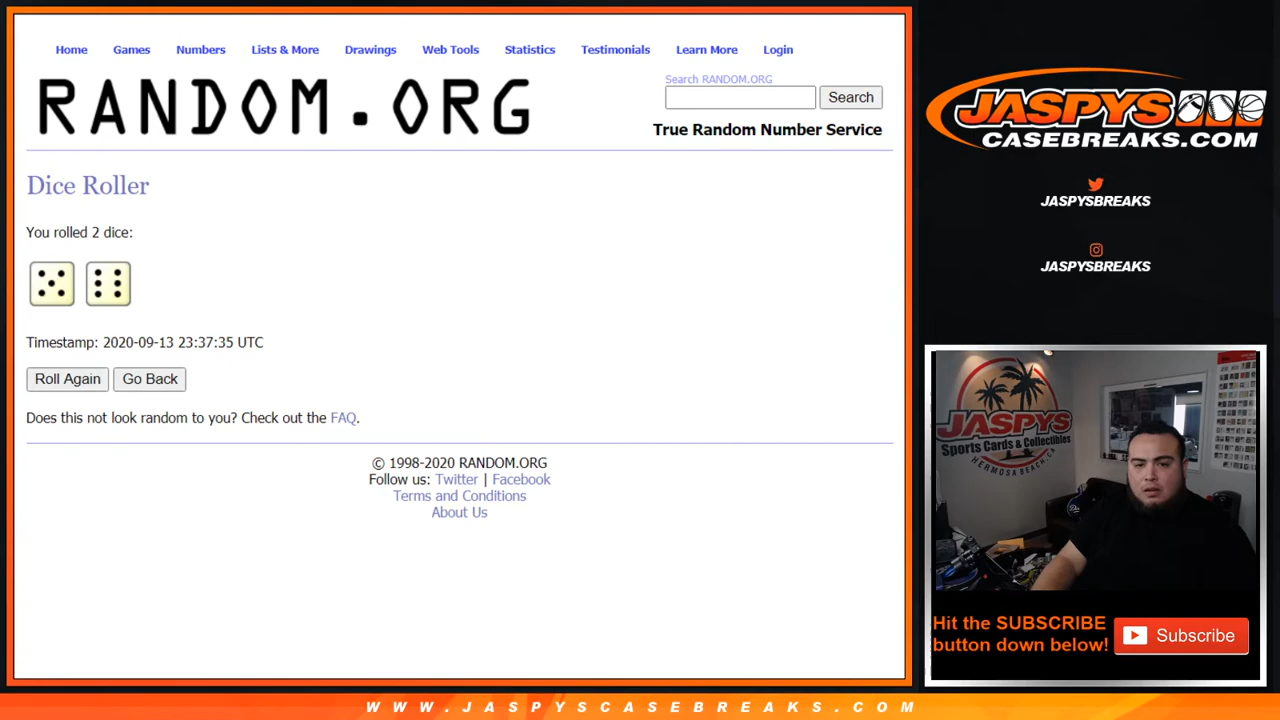 Home Games Numbers Lists & More Drawings Web Tools Statistics Testimonials Learn More Login
RANDOM.ORG
Search RANDOM.ORG
Search
True Random Number Service
Dice Roller
You rolled 2 dice:
Timestamp: 2020-09-13 23:37:35 UTC
Roll Again Go Back
Does this not look random to you? Check out the FAQ.
© 1998-2020 RANDOM.ORG
Follow us: Twitter | Facebook
Terms and Conditions
About Us
JASPYS
CASEBREAKS.COM
JASPYSBREAKS
JASPYSBREAKS
JASPYS
Sports Cards & Collectibles
HERMOSA BEACH, CA
Hit the SUBSCRIBE
button down below!
Subscribe
WWW.JASPYSCASEBREAKS.COM